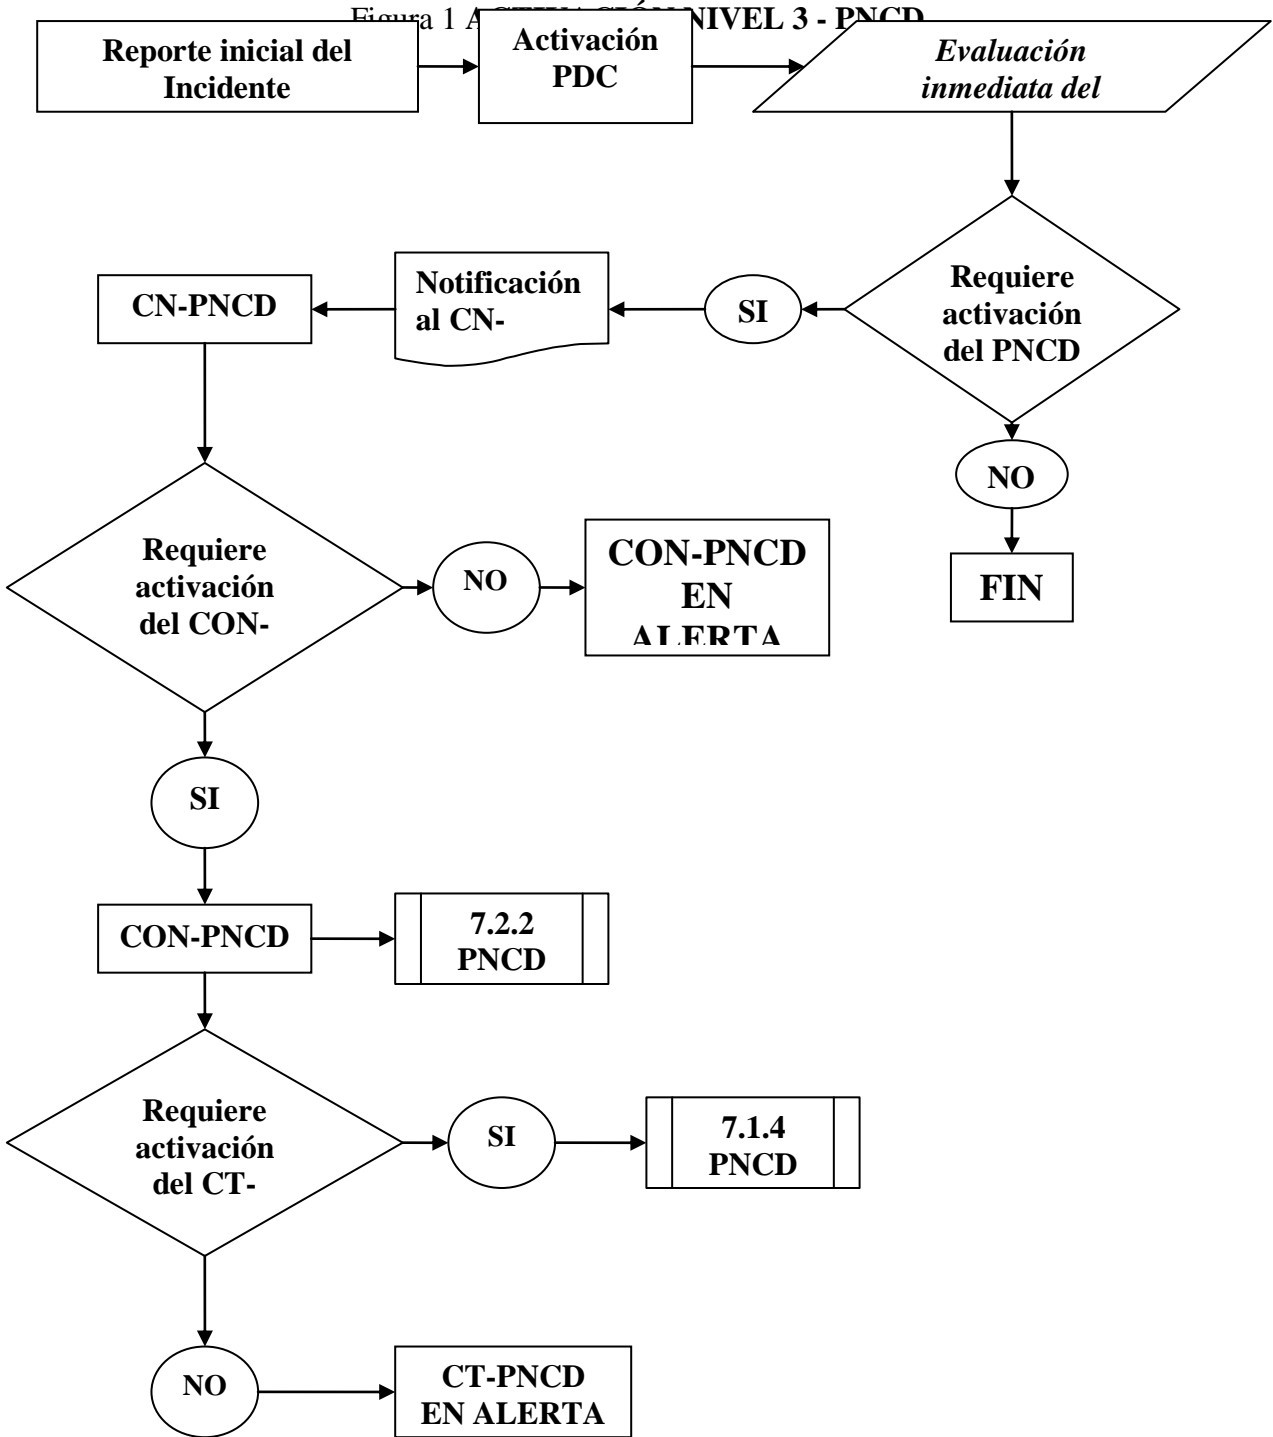 Figura 1 ACTIVACIÓN NIVEL 3 - PNCD
Reporte inicial del
Incidente
Activación
PDC
Evaluación
inmediata del
Requiere
activación
del PNCD
SI
Notificación
al CN-
CN-PNCD
NO
FIN
Requiere
activación
del CON-
NO
CON-PNCD
EN
ALERTA
SI
CON-PNCD
7.2.2
PNCD
Requiere
activación
del CT-
SI
7.1.4
PNCD
NO
CT-PNCD
EN ALERTA